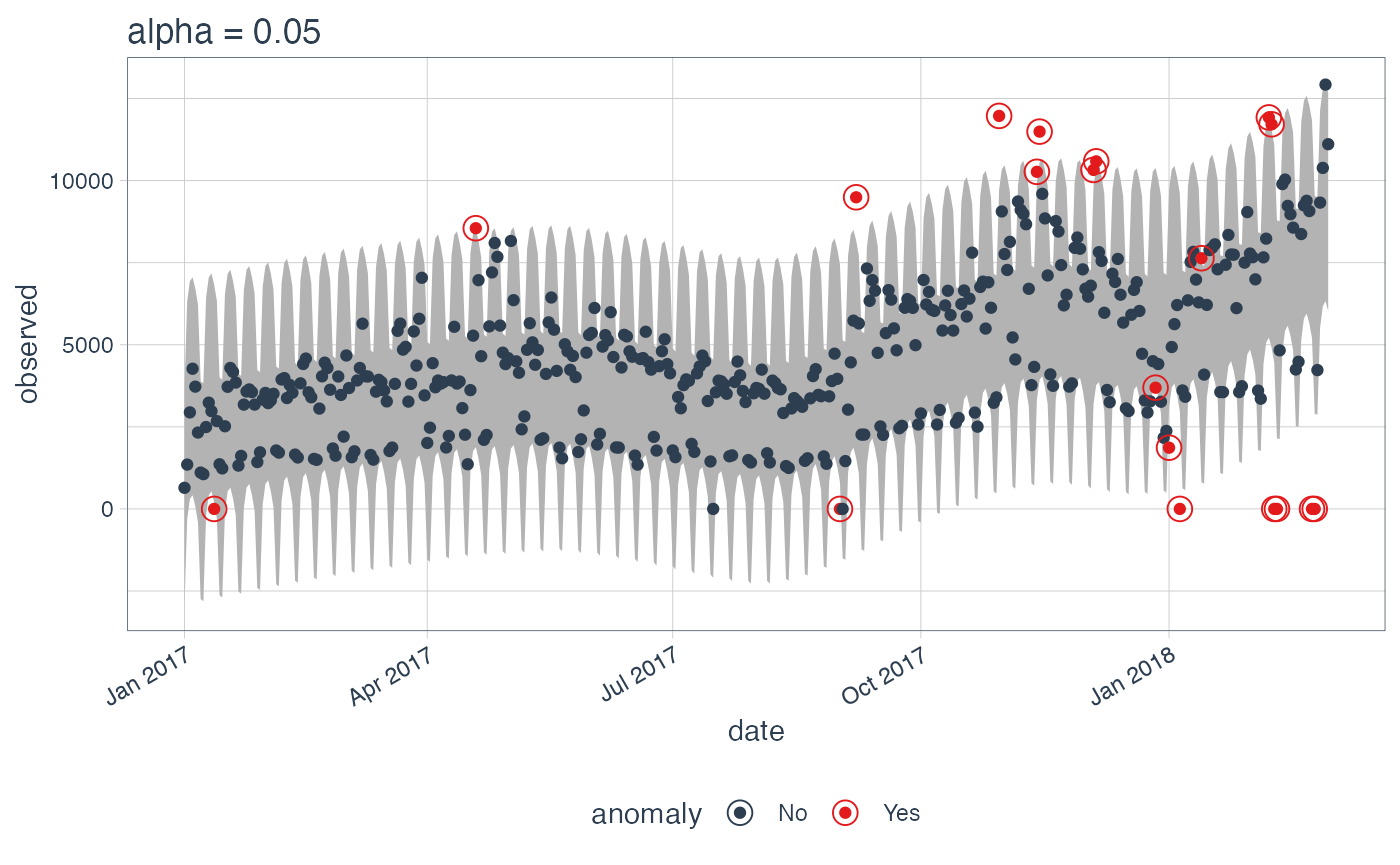 alpha = 0.05
observed
10000
5000
0
Jan 2017
Apr 2017
Jul 2017
Oct 2017
Jan 2018
date
anomaly No Yes